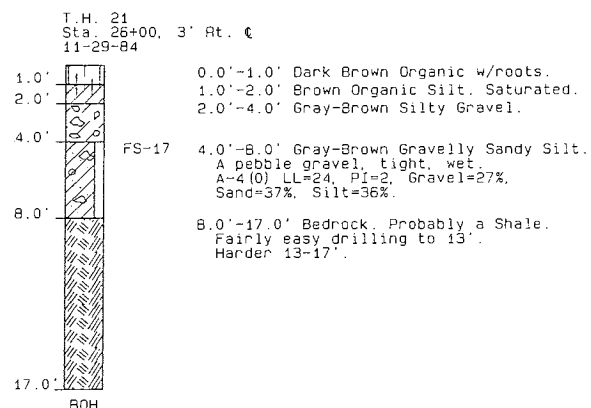 T.H. 21
Sta. 26+00, 3' Rt. ℄
11-29-84
0.0'-1.0' Dark Brown Organic w/roots.
1.0'
1.0'-2.0' Brown Organic Silt. Saturated.
2.0'
2.0'-4.0' Gray-Brown Silty Gravel.
4.0'
FS-17
4.0'-8.0' Gray-Brown Gravelly Sandy Silt.
A pebble gravel, tight, wet.
A-4(0) LL=24, PI=2, Gravel=27%,
Sand=37%, Silt=36%.
8.0'
8.0'-17.0' Bedrock. Probably a Shale.
Fairly easy drilling to 13'.
Harder 13-17'.
17.0'
BOH